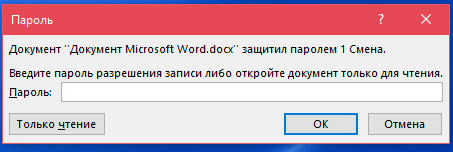 Пароль
?
Документ "Документ Microsoft Word.docx" защитил паролем 1 Смена.
Введите пароль разрешения записи либо откройте документ только для чтения.
Пароль:
Только чтение ОК Отмена